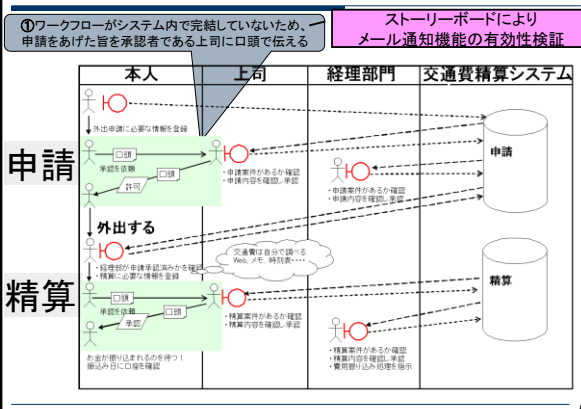 ①ワークフローがシステム内で完結していないため、
申請をあげた旨を承認者である上司に口頭で伝える
ストーリーボードにより
メール通知機能の有効性検証
本人
上司
経理部門
交通費精算システム
申請
外出申請に必要な情報を登録
口頭
承認を依頼
口頭
許可
・申請案件があるか確認
・申請内容を確認し承認
・申請案件があるか確認
・申請内容を確認し承認
申請
外出する
・経理部が申請承認済みかを確認
・精算に必要な情報を登録
交通費は自分で調べる
Web、メモ、時刻表・・・・
精算
口頭
承認を依頼
口頭
承認
・精算案件があるか確認
・精算内容を確認し承認
精算
お金が振り込まれるのを待つ！
振込み日に口座を確認
・精算案件があるか確認
・精算内容を確認し承認
・費用振り込み処理を指示